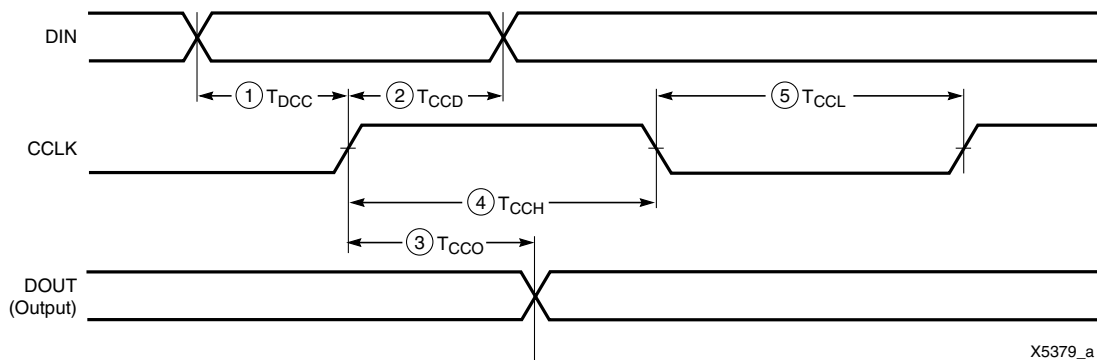 DIN
① T_DCC
② T_CCD
⑤ T_CCL
CCLK
④ T_CCH
③ T_CCO
DOUT
(Output)
X5379_a